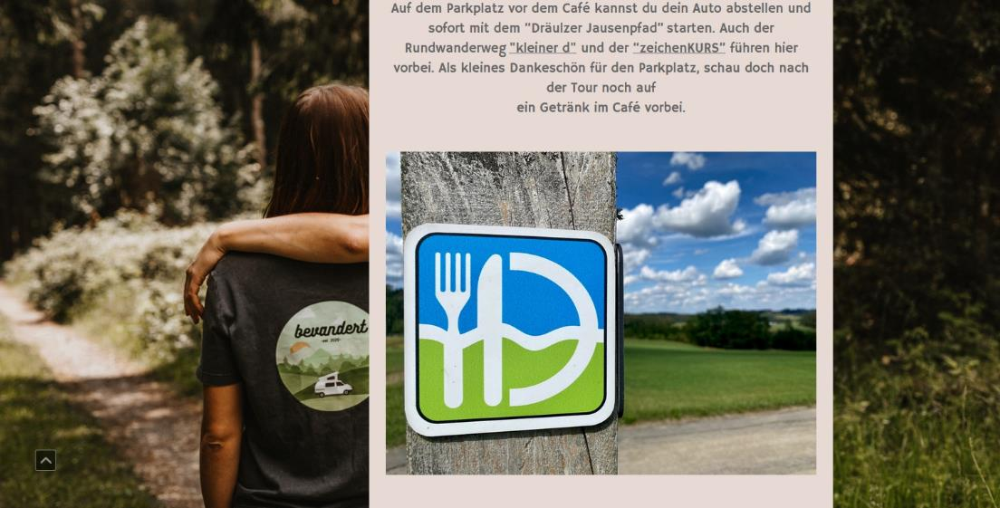 Auf dem Parkplatz vor dem Café kannst du dein Auto abstellen und
sofort mit dem "Dräulzer Jausenpfad" starten. Auch der
Rundwanderweg "kleiner d" und der "zeichenKURS" führen hier
vorbei. Als kleines Dankeschön für den Parkplatz, schau doch nach
der Tour noch auf
ein Getränk im Café vorbei.
bevandert
-est. 2020-